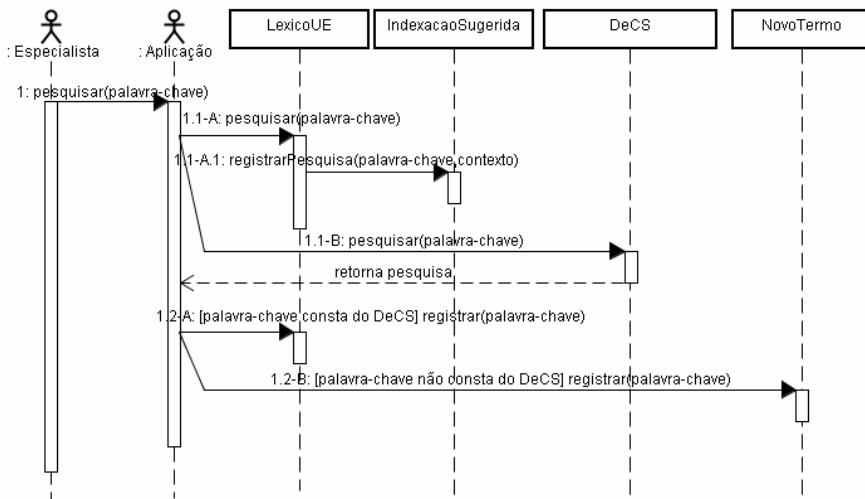 LexicoUE
IndexacaoSugerida
DeCS
NovoTermo
: Especialista
: Aplicação
1: pesquisar(palavra-chave)
1.1-A: pesquisar(palavra-chave)
1.1-A.1: registrarPesquisa(palavra-chave,contexto)
1.1-B: pesquisar(palavra-chave)
retorna pesquisa
1.2-A: [palavra-chave consta do DeCS] registrar(palavra-chave)
1.2-B: [palavra-chave não consta do DeCS] registrar(palavra-chave)